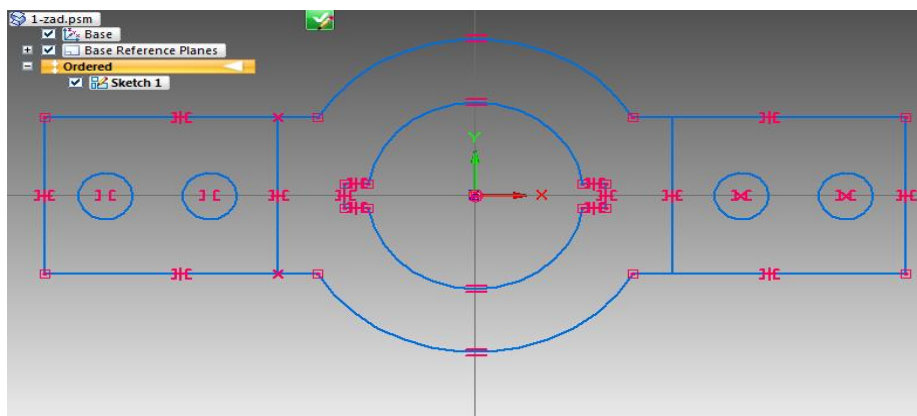 1-zad.psm
Base
Base Reference Planes
Ordered
Sketch 1
Y
X